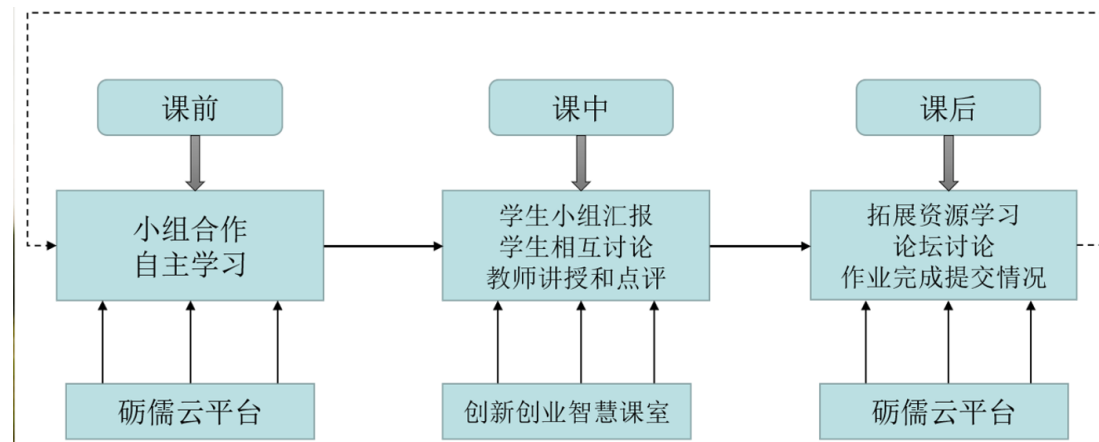 课前
课中
课后
小组合作
自主学习
学生小组汇报
学生相互讨论
教师讲授和点评
拓展资源学习
论坛讨论
作业完成提交情况
砺儒云平台
创新创业智慧课室
砺儒云平台